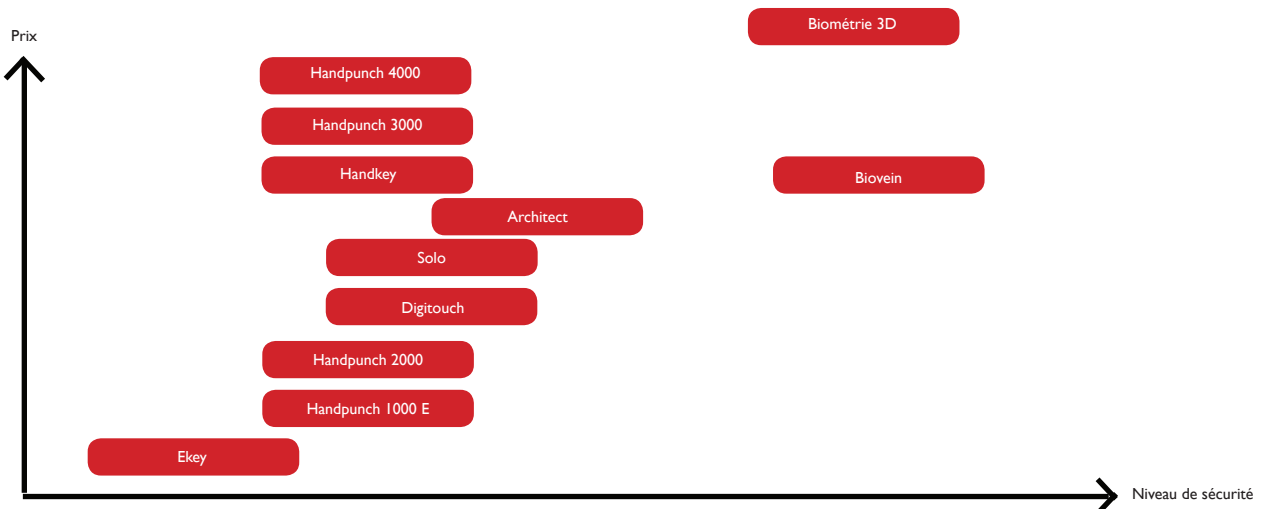 Biométrie 3D
Prix
Handpunch 4000
Handpunch 3000
Handkey
Biovein
Architect
Solo
Digitouch
Handpunch 2000
Handpunch 1000 E
Ekey
Niveau de sécurité